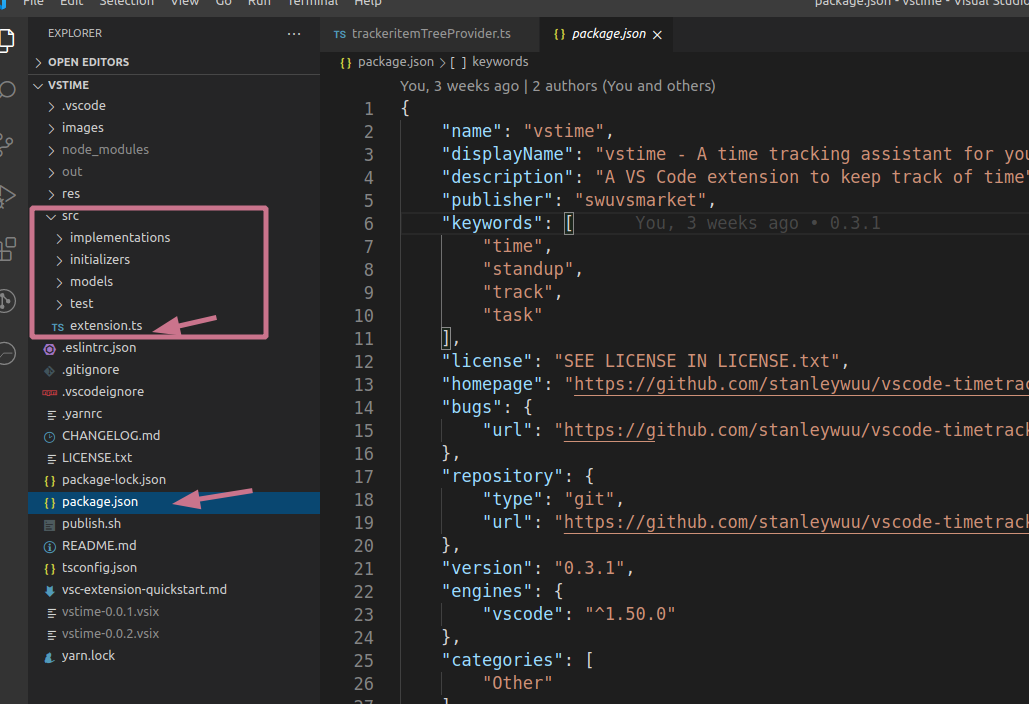 File Edit Selection View Go Run Terminal Help package.json - vstime - Visual Studio
EXPLORER ···
OPEN EDITORS
VSTIME
.vscode
images
node_modules
out
res
src
implementations
initializers
models
test
TS extension.ts
.eslintrc.json
.gitignore
.vscodeignore
.yarnrc
CHANGELOG.md
LICENSE.txt
{} package-lock.json
{} package.json
publish.sh
README.md
{} tsconfig.json
vsc-extension-quickstart.md
vstime-0.0.1.vsix
vstime-0.0.2.vsix
yarn.lock
TS trackeritemTreeProvider.ts
{} package.json ×
{} package.json > [ ] keywords
You, 3 weeks ago | 2 authors (You and others)
1 {
2 "name": "vstime",
3 "displayName": "vstime - A time tracking assistant for you
4 "description": "A VS Code extension to keep track of time"
5 "publisher": "swuvsmarket",
6 "keywords": [ You, 3 weeks ago • 0.3.1
7 "time",
8 "standup",
9 "track",
10 "task"
11 ],
12 "license": "SEE LICENSE IN LICENSE.txt",
13 "homepage": "https://github.com/stanleywuu/vscode-timetrac
14 "bugs": {
15 "url": "https://github.com/stanleywuu/vscode-timetrack
16 },
17 "repository": {
18 "type": "git",
19 "url": "https://github.com/stanleywuu/vscode-timetrack
20 },
21 "version": "0.3.1",
22 "engines": {
23 "vscode": "^1.50.0"
24 },
25 "categories": [
26 "Other"
27 ]